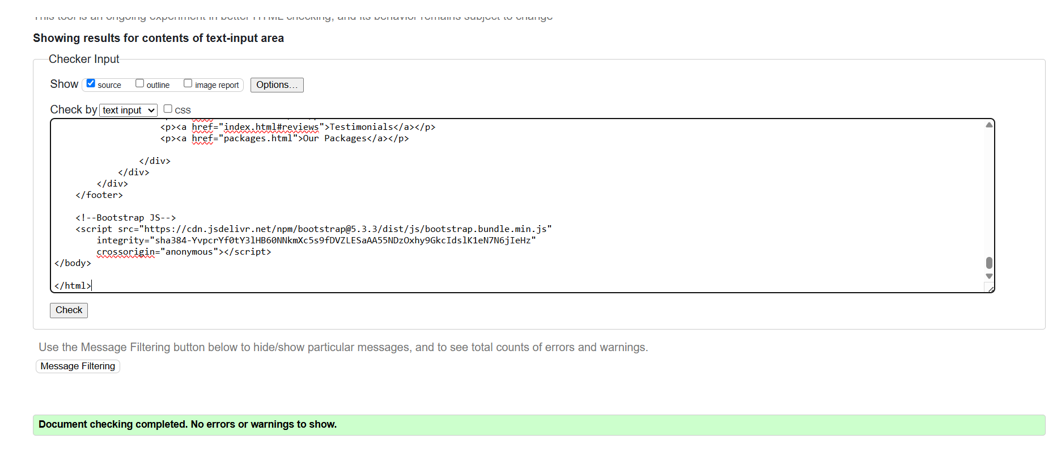 This tool is an ongoing experiment in better HTML checking, and its behavior remains subject to change
Showing results for contents of text-input area
Checker Input
Show source outline image report Options...
Check by text input css
<p><a href="index.html#reviews">Testimonials</a></p>
<p><a href="packages.html">Our Packages</a></p>
</div>
</div>
</div>
</footer>
<!--Bootstrap JS-->
<script src="https://cdn.jsdelivr.net/npm/bootstrap@5.3.3/dist/js/bootstrap.bundle.min.js"
integrity="sha384-YvpcrYf0tY3lHB60NNkmXc5s9fDVZLESaAA55NDzOxhy9GkcIdslK1eN7N6jIeHz"
crossorigin="anonymous"></script>
</body>
</html>
Check
Use the Message Filtering button below to hide/show particular messages, and to see total counts of errors and warnings.
Message Filtering
Document checking completed. No errors or warnings to show.